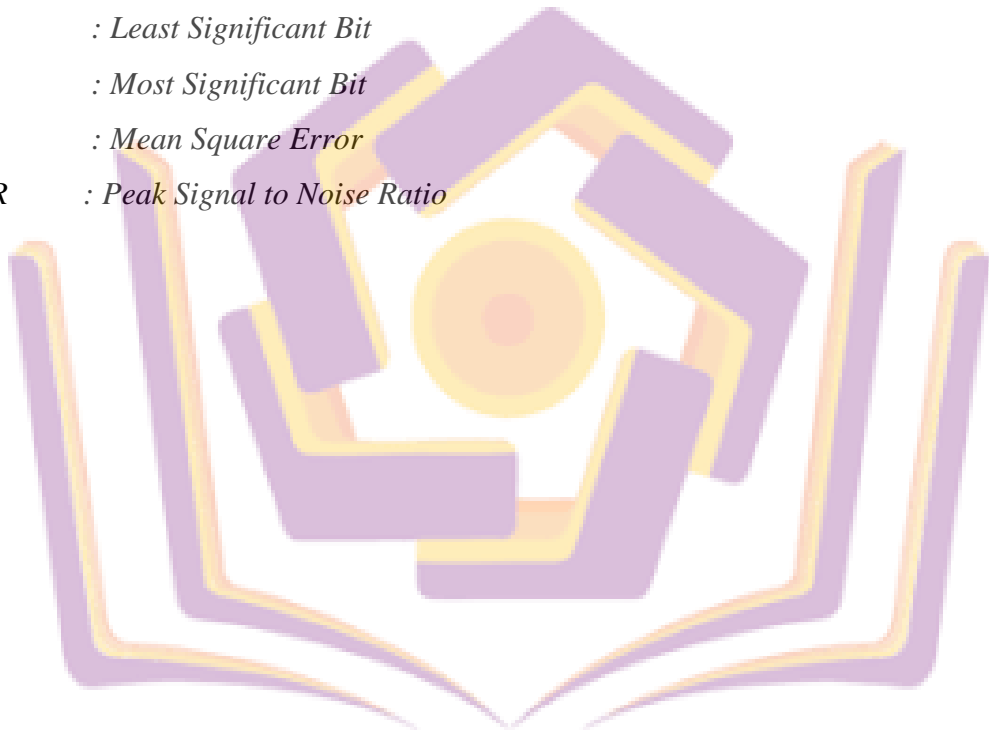 : Least Significant Bit
: Most Significant Bit
: Mean Square Error
R : Peak Signal to Noise Ratio